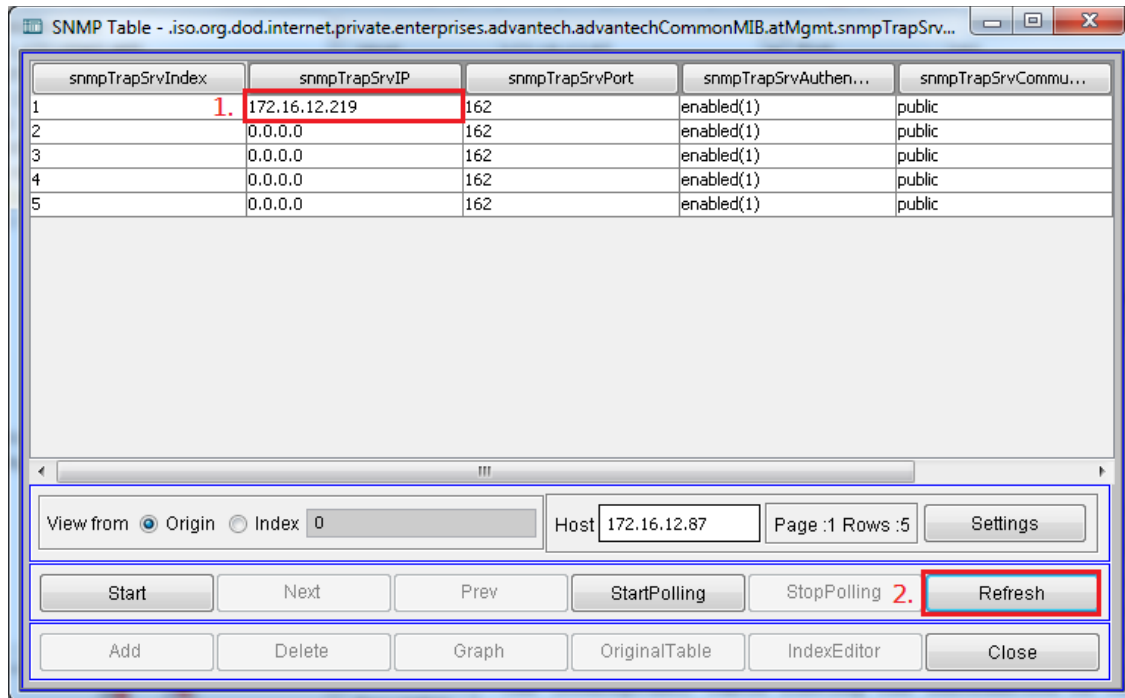 SNMP Table - .iso.org.dod.internet.private.enterprises.advantech.advantechCommonMIB.atMgmt.snmpTrapSrv...
snmpTrapSrvIndex snmpTrapSrvIP snmpTrapSrvPort snmpTrapSrvAuthen... snmpTrapSrvCommu...
1 1. 172.16.12.219 162 enabled(1) public
2 0.0.0.0 162 enabled(1) public
3 0.0.0.0 162 enabled(1) public
4 0.0.0.0 162 enabled(1) public
5 0.0.0.0 162 enabled(1) public
View from Origin Index 0 Host 172.16.12.87 Page :1 Rows :5 Settings
Start Next Prev StartPolling StopPolling 2. Refresh
Add Delete Graph OriginalTable IndexEditor Close